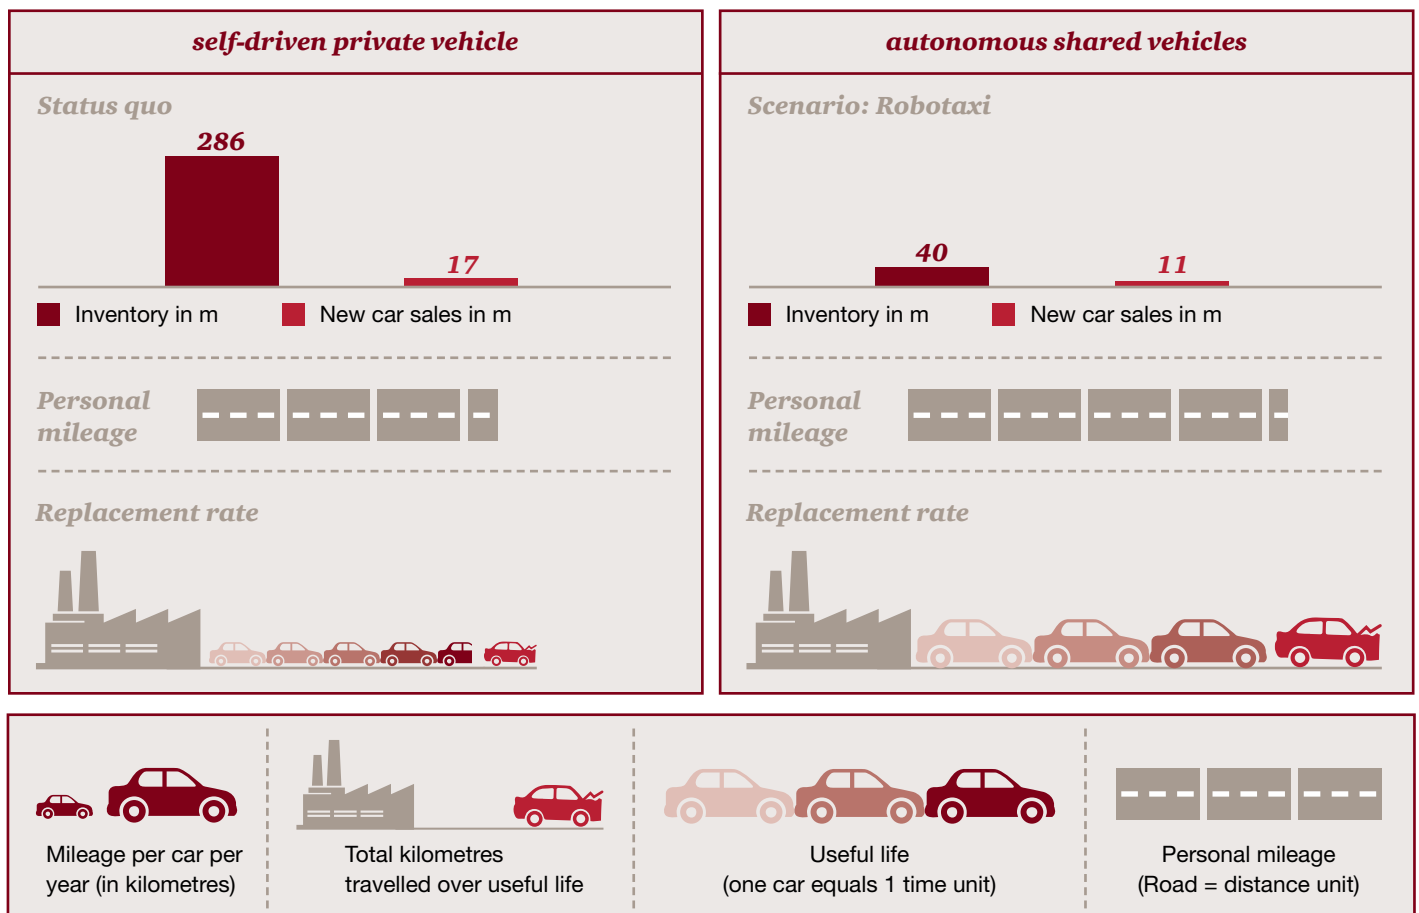 self-driven private vehicle
Status quo
286
17
Inventory in m
New car sales in m
Personal
mileage
Replacement rate
autonomous shared vehicles
Scenario: Robotaxi
40
11
Inventory in m
New car sales in m
Personal
mileage
Replacement rate
Mileage per car per
year (in kilometres)
Total kilometres
travelled over useful life
Useful life
(one car equals 1 time unit)
Personal mileage
(Road = distance unit)